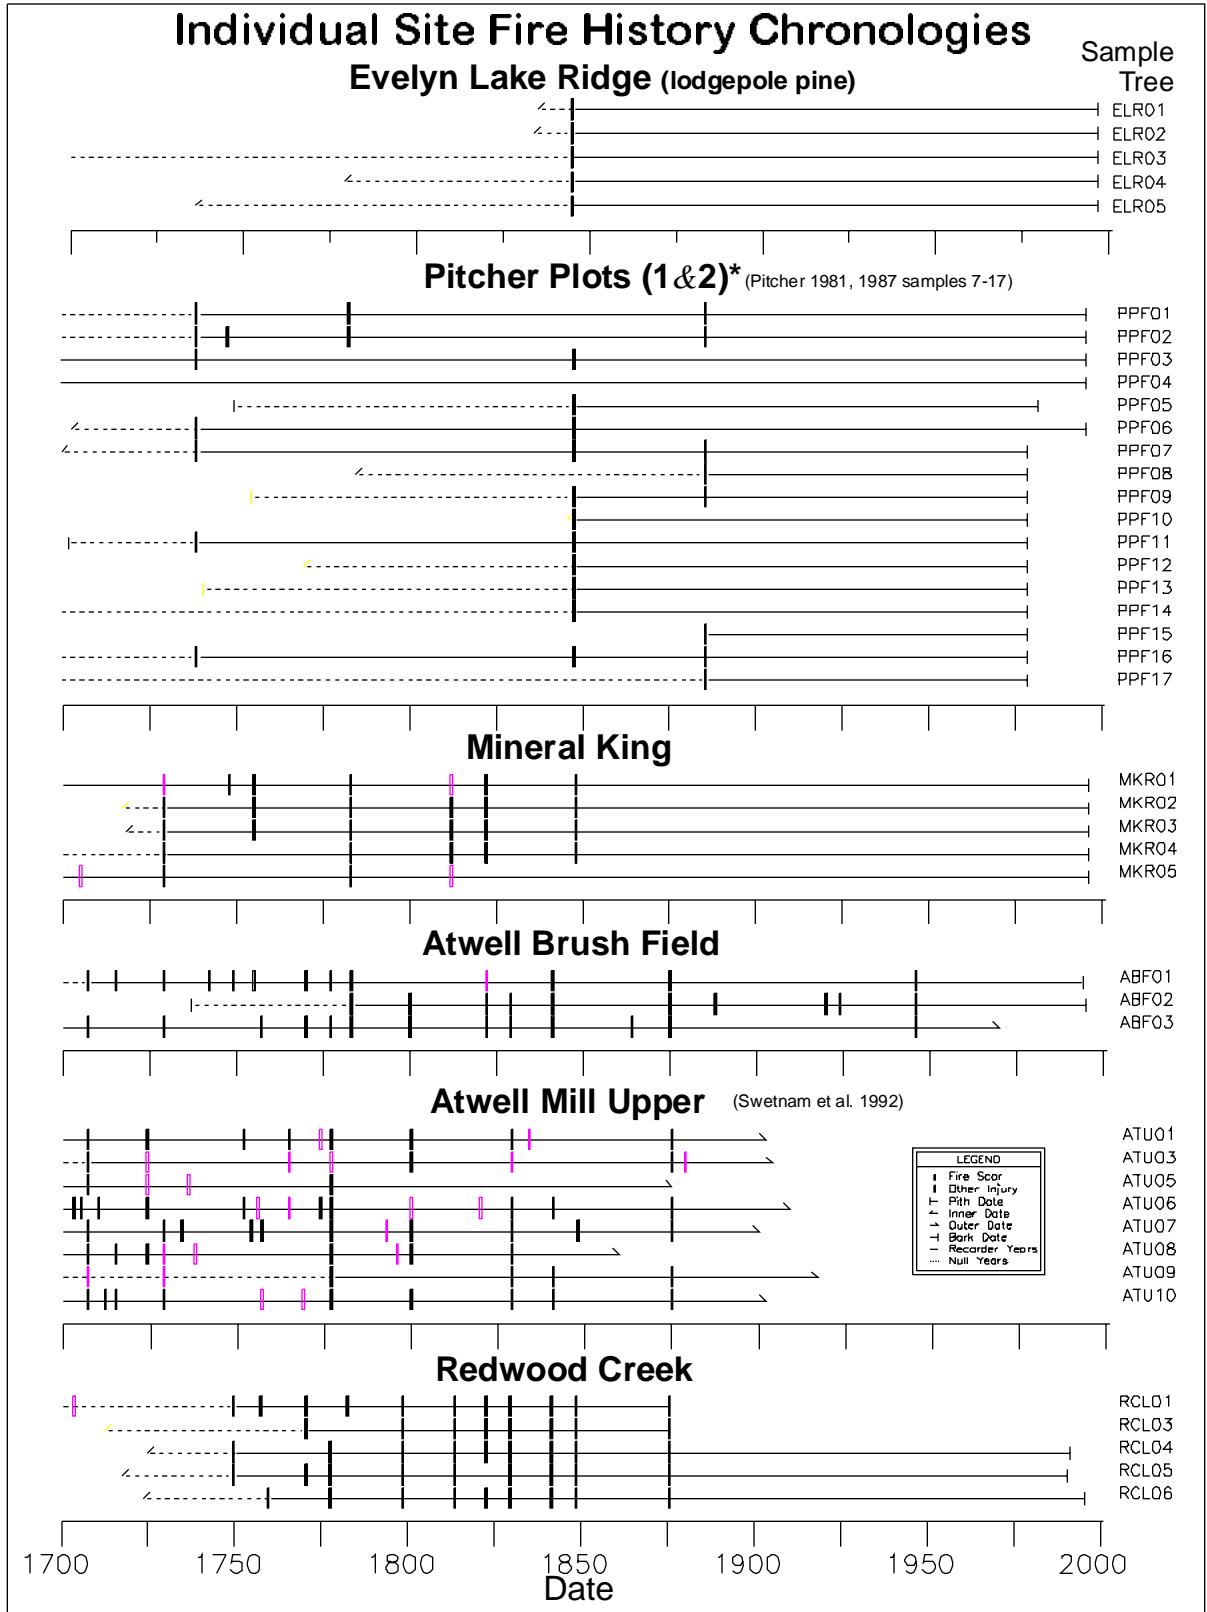 Individual Site Fire History Chronologies
Sample
Tree
Evelyn Lake Ridge (lodgepole pine)
ELR01
ELR02
ELR03
ELR04
ELR05
Pitcher Plots (1&2)* (Pitcher 1981, 1987 samples 7-17)
PPF01
PPF02
PPF03
PPF04
PPF05
PPF06
PPF07
PPF08
PPF09
PPF10
PPF11
PPF12
PPF13
PPF14
PPF15
PPF16
PPF17
Mineral King
MKR01
MKR02
MKR03
MKR04
MKR05
Atwell Brush Field
ABF01
ABF02
ABF03
Atwell Mill Upper (Swetnam et al. 1992)
ATU01
ATU03
ATU05
ATU06
ATU07
ATU08
ATU09
ATU10
LEGEND
Fire Scar
Other Injury
Pith Date
Inner Date
Outer Date
Bark Date
Recorder Years
Null Years
Redwood Creek
RCL01
RCL03
RCL04
RCL05
RCL06
1700 1750 1800 1850 1900 1950 2000
Date